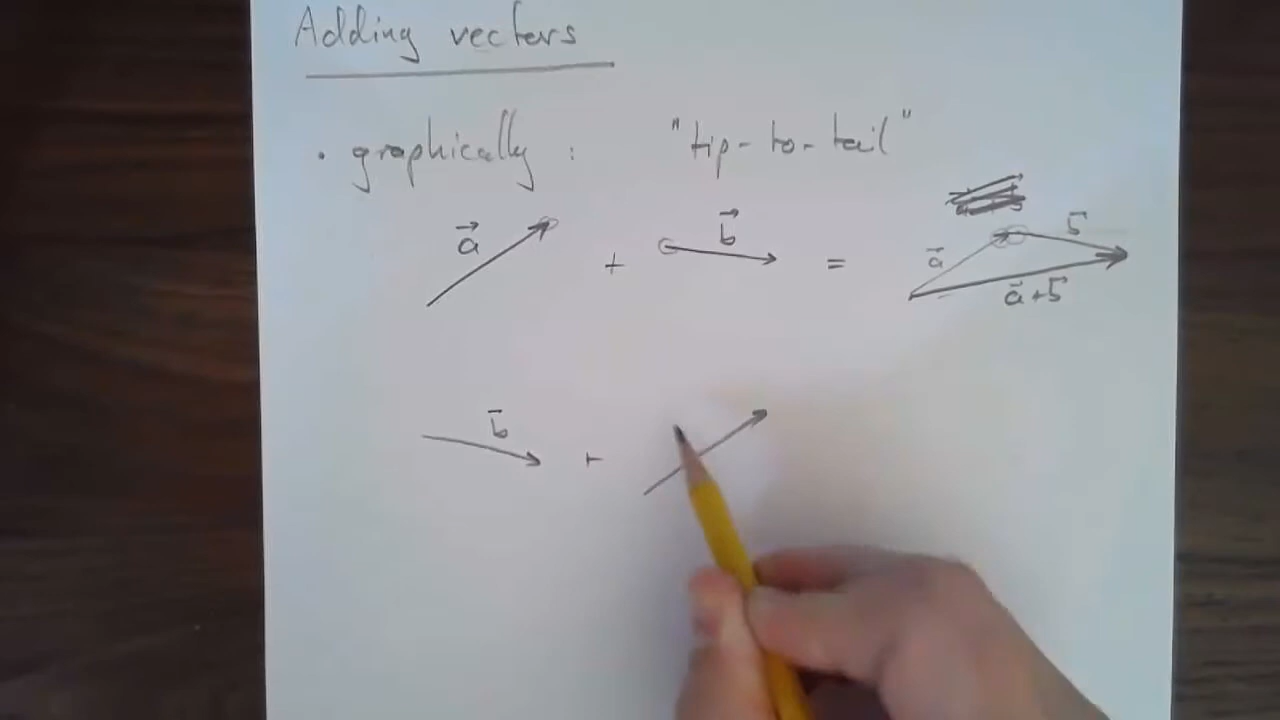 Adding vectors
• graphically : "tip-to-tail"
a⃗ + b⃗ = a⃗ b⃗ a⃗+b⃗
b⃗ +